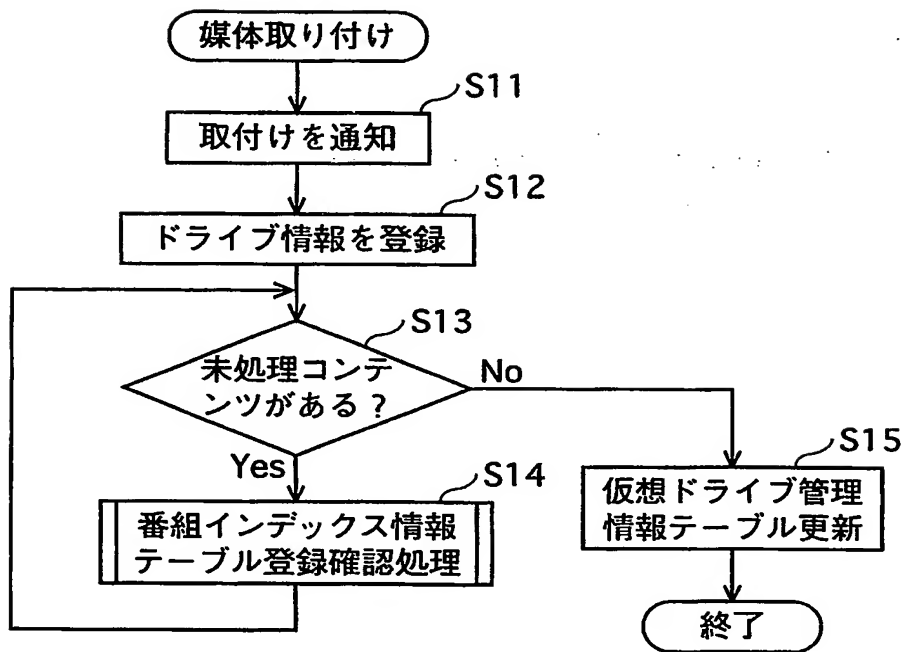 媒体取り付け
S11
取付けを通知
S12
ドライブ情報を登録
S13
未処理コンテ
ンツがある?
No
Yes
S14
番組インデックス情報
テーブル登録確認処理
S15
仮想ドライブ管理
情報テーブル更新
終了